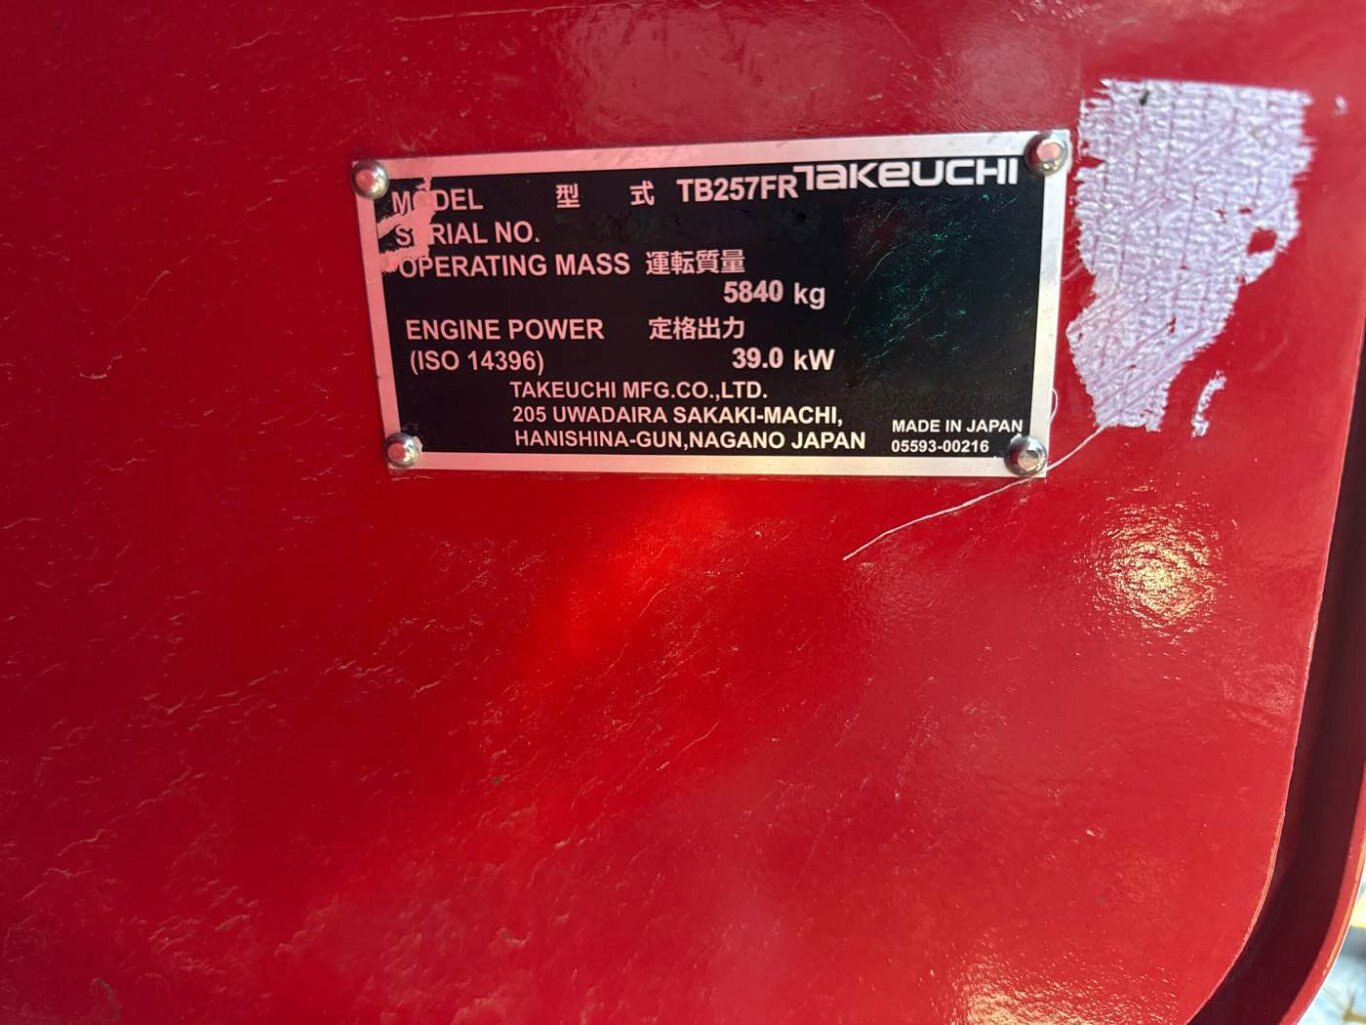 MODEL 型 式 TB257FR TAKEUCHI
SERIAL NO.
OPERATING MASS 運転質量
5840 kg
ENGINE POWER 定格出力
(ISO 14396) 39.0 kW
TAKEUCHI MFG.CO.,LTD.
205 UWADAIRA SAKAKI-MACHI,
HANISHINA-GUN,NAGANO JAPAN
MADE IN JAPAN
05593-00216